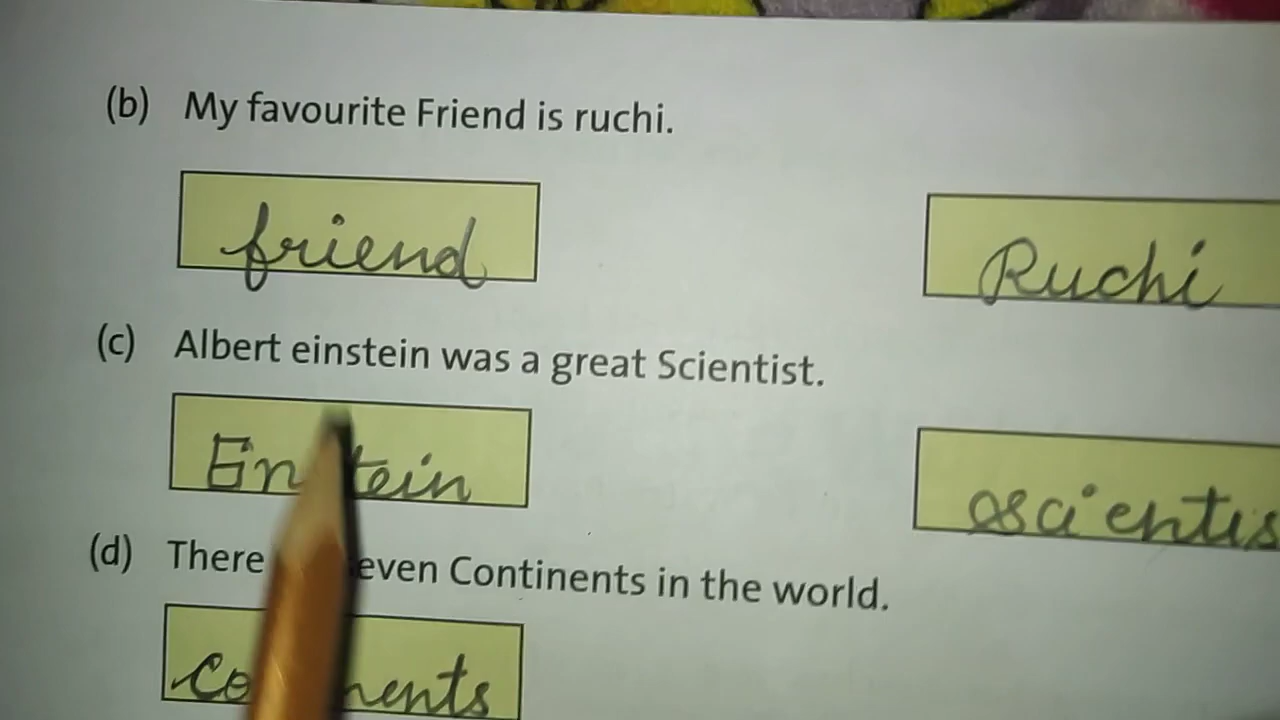 (b) My favourite Friend is ruchi.
friend Ruchi
(c) Albert einstein was a great Scientist.
(d) There even Continents in the world.